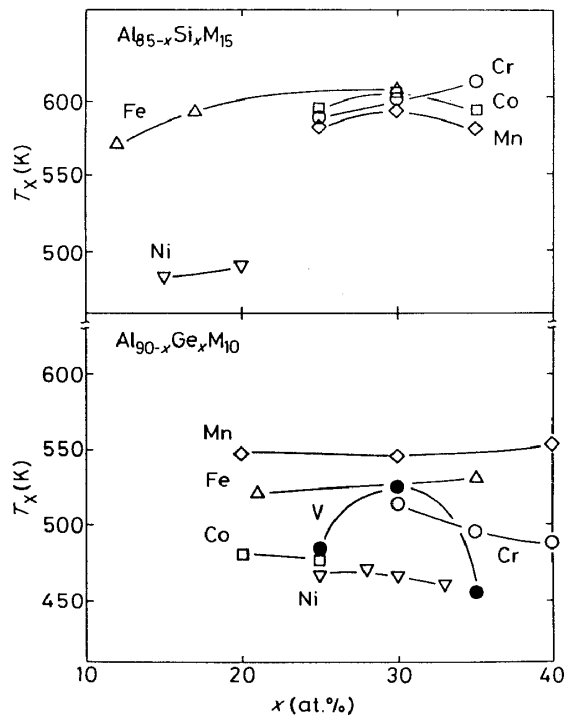 Al₈₅₋ₓSiₓM₁₅
Cr
Fe
Co
Mn
Ni
600
550
500
Tₓ(K)
Al₉₀₋ₓGeₓM₁₀
Mn
Fe
V
Co
Cr
Ni
600
550
500
450
Tₓ(K)
10 20 30 40
x (at.%)